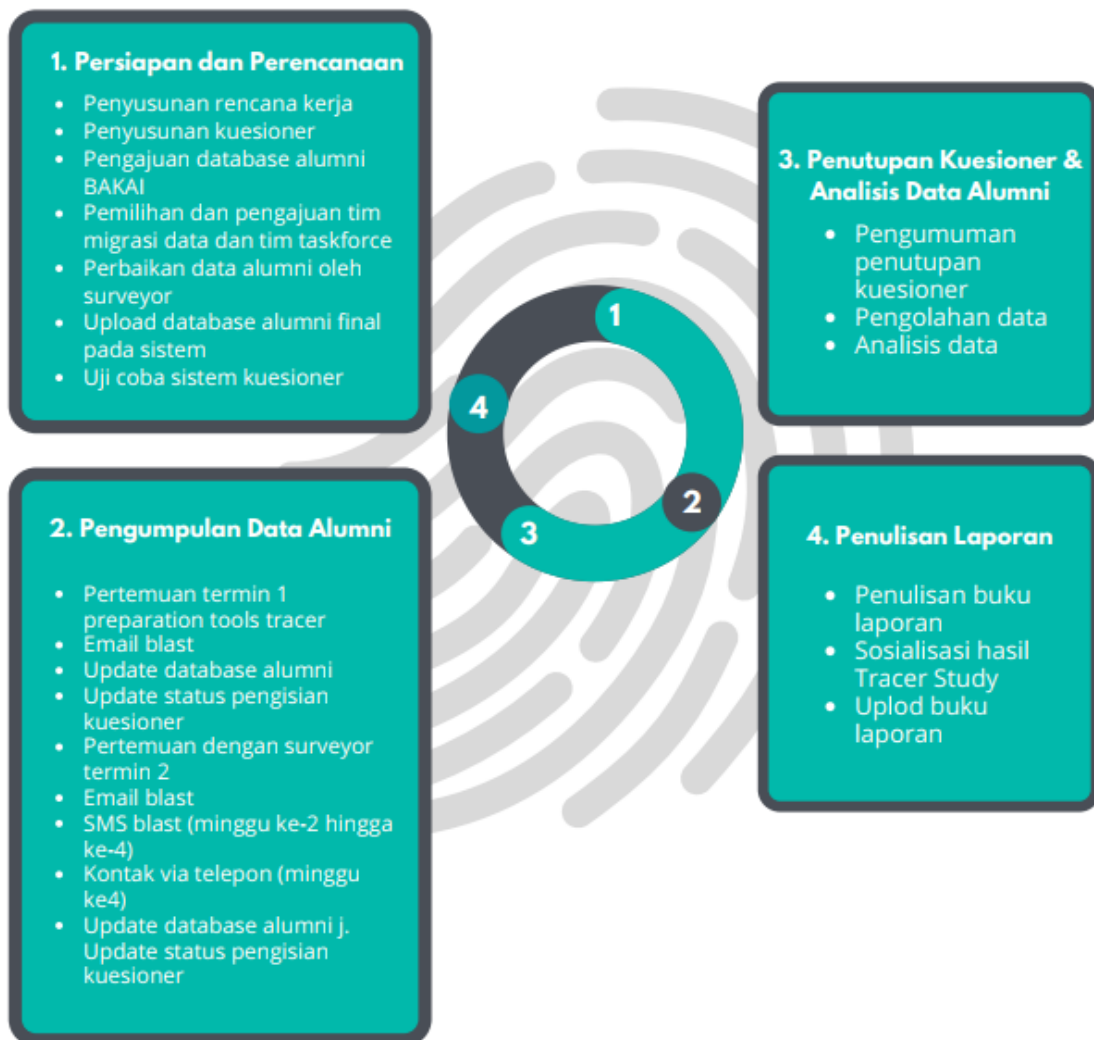 1. Persiapan dan Perencanaan
• Penyusunan rencana kerja
• Penyusunan kuesioner
• Pengajuan database alumni
BAKAI
• Pemilihan dan pengajuan tim
migrasi data dan tim taskforce
• Perbaikan data alumni oleh
surveyor
• Upload database alumni final
pada sistem
• Uji coba sistem kuesioner
2. Pengumpulan Data Alumni
• Pertemuan termin 1
preparation tools tracer
• Email blast
• Update database alumni
• Update status pengisian
kuesioner
• Pertemuan dengan surveyor
termin 2
• Email blast
• SMS blast (minggu ke-2 hingga
ke-4)
• Kontak via telepon (minggu
ke4)
• Update database alumni j.
Update status pengisian
kuesioner
1
2
3
4
3. Penutupan Kuesioner &
Analisis Data Alumni
• Pengumuman
penutupan
kuesioner
• Pengolahan data
• Analisis data
4. Penulisan Laporan
• Penulisan buku
laporan
• Sosialisasi hasil
Tracer Study
• Uplod buku
laporan